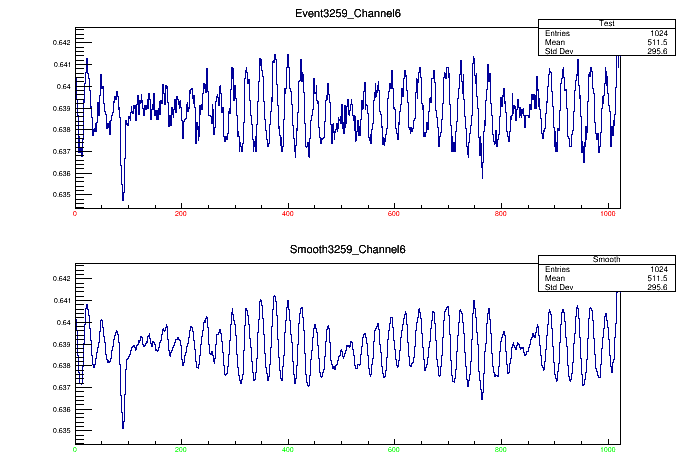 Event3259_Channel6
Test
Entries 1024
Mean 511.5
Std Dev 295.6
0.642
0.641
0.64
0.639
0.638
0.637
0.636
0.635
0 200 400 600 800 1000
Smooth3259_Channel6
Smooth
Entries 1024
Mean 511.5
Std Dev 295.6
0.642
0.641
0.64
0.639
0.638
0.637
0.636
0.635
0 200 400 600 800 1000